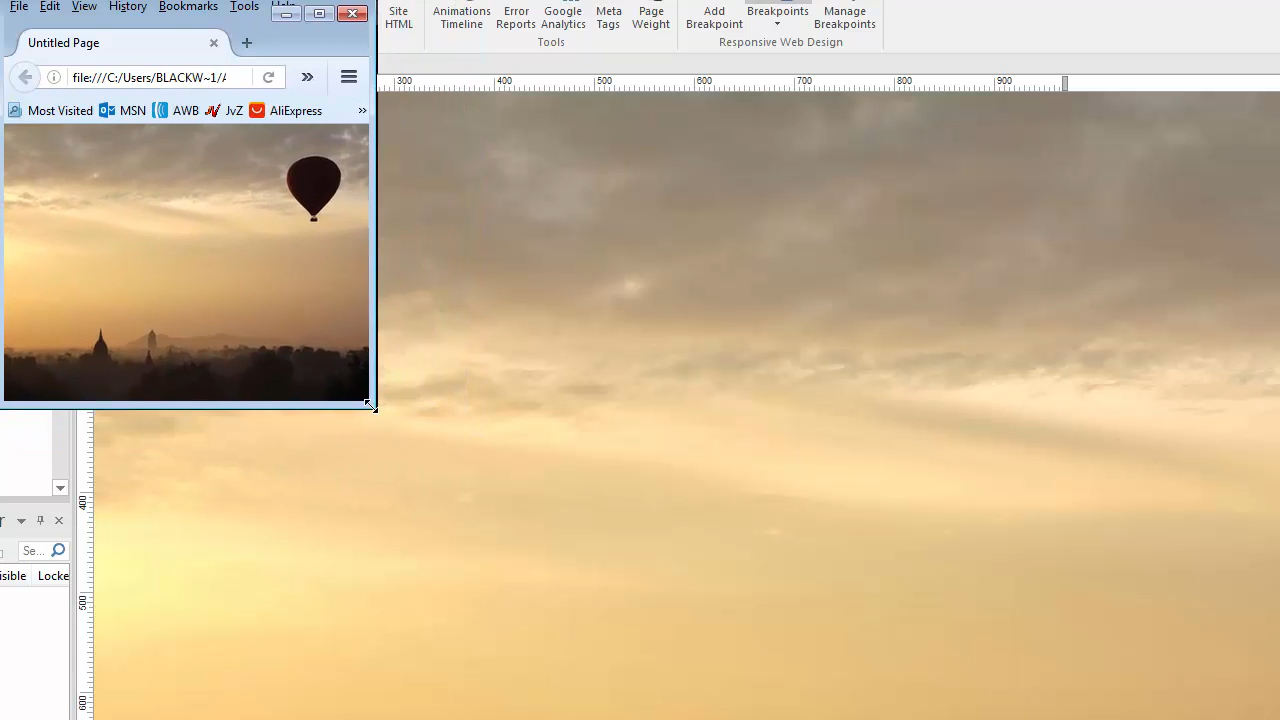 File Edit View History Bookmarks Tools Help
Untitled Page
file:///C:/Users/BLACKW~1/A
Most Visited MSN AWB JvZ AliExpress »
Site HTML
Animations Timeline
Error Reports
Google Analytics
Meta Tags
Page Weight
Tools
Add Breakpoint
Breakpoints
Manage Breakpoints
Responsive Web Design
300 400 500 600 700 800 900
400
500
600
r
Se...
isible Locke